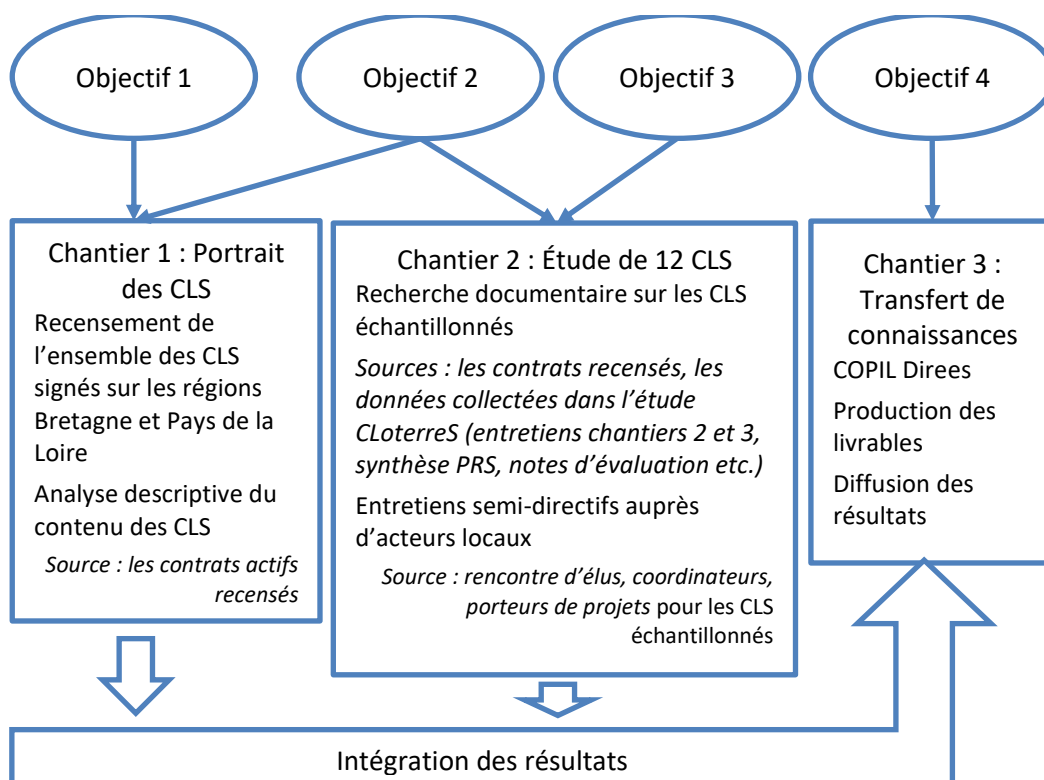 Objectif 1
Objectif 2
Objectif 3
Objectif 4
Chantier 1 : Portrait
des CLS
Recensement de
l’ensemble des CLS
signés sur les régions
Bretagne et Pays de la
Loire
Analyse descriptive du
contenu des CLS
Source : les contrats actifs
recensés
Chantier 2 : Étude de 12 CLS
Recherche documentaire sur les CLS
échantillonnés
Sources : les contrats recensés, les
données collectées dans l’étude
CLoterreS (entretiens chantiers 2 et 3,
synthèse PRS, notes d’évaluation etc.)
Entretiens semi-directifs auprès
d’acteurs locaux
Source : rencontre d’élus, coordinateurs,
porteurs de projets pour les CLS
échantillonnés
Chantier 3 :
Transfert de
connaissances
COPIL Direes
Production des
livrables
Diffusion des
résultats
Intégration des résultats